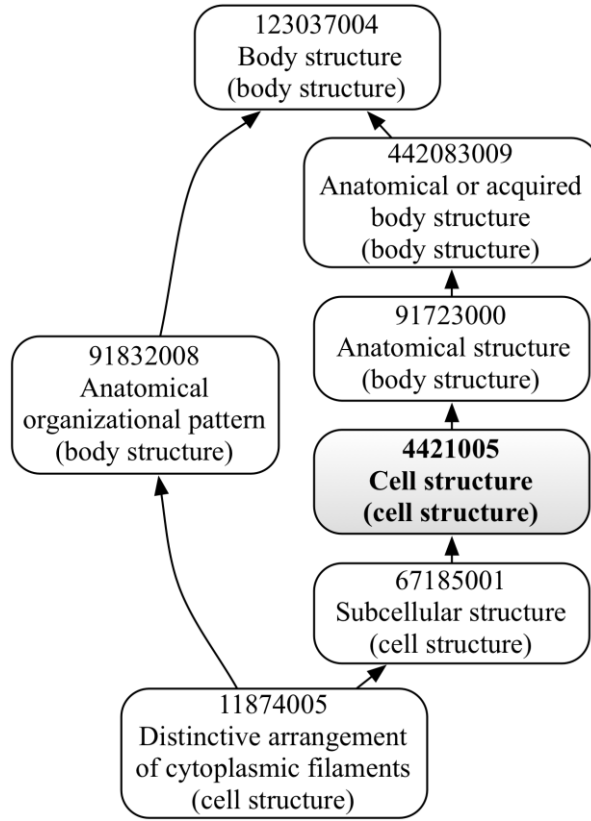 123037004
Body structure
(body structure)
442083009
Anatomical or acquired
body structure
(body structure)
91723000
Anatomical structure
(body structure)
91832008
Anatomical
organizational pattern
(body structure)
4421005
Cell structure
(cell structure)
67185001
Subcellular structure
(cell structure)
11874005
Distinctive arrangement
of cytoplasmic filaments
(cell structure)